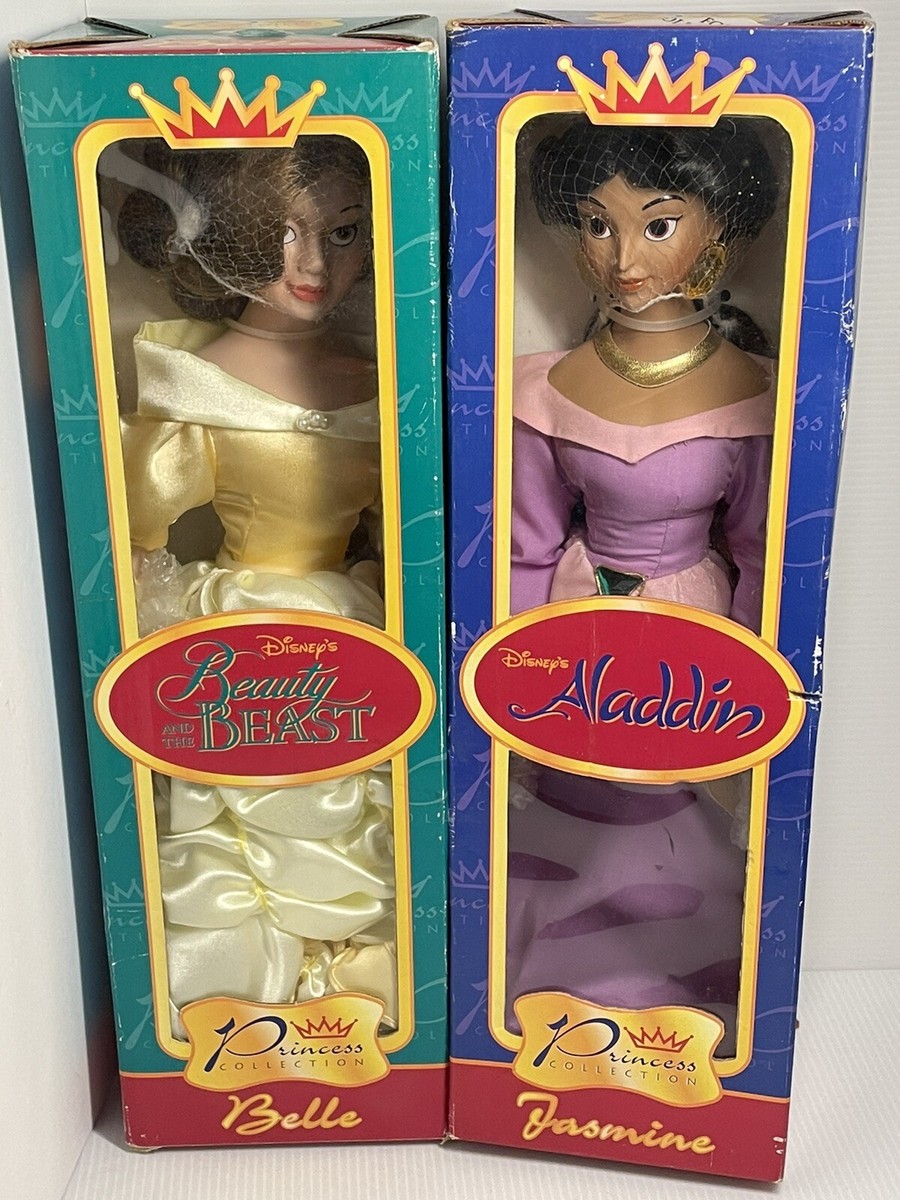 Disney's
Beauty
AND THE BEAST
Princess
COLLECTION
Belle
Disney's
Aladdin
Princess
COLLECTION
Jasmine